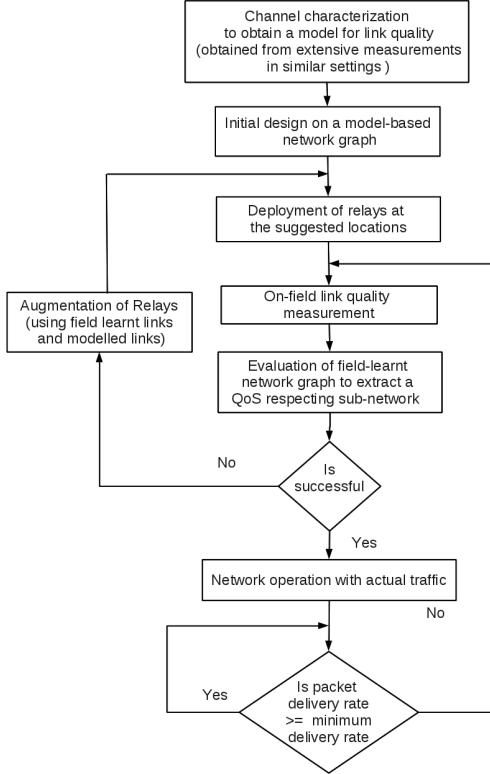 Channel characterization
to obtain a model for link quality
(obtained from extensive measurements
in similar settings )
Initial design on a model-based
network graph
Deployment of relays at
the suggested locations
On-field link quality
measurement
Augmentation of Relays
(using field learnt links
and modelled links)
Evaluation of field-learnt
network graph to extract a
QoS respecting sub-network
No
Is
successful
Yes
Network operation with actual traffic
No
Yes
Is packet
delivery rate
>= minimum
delivery rate